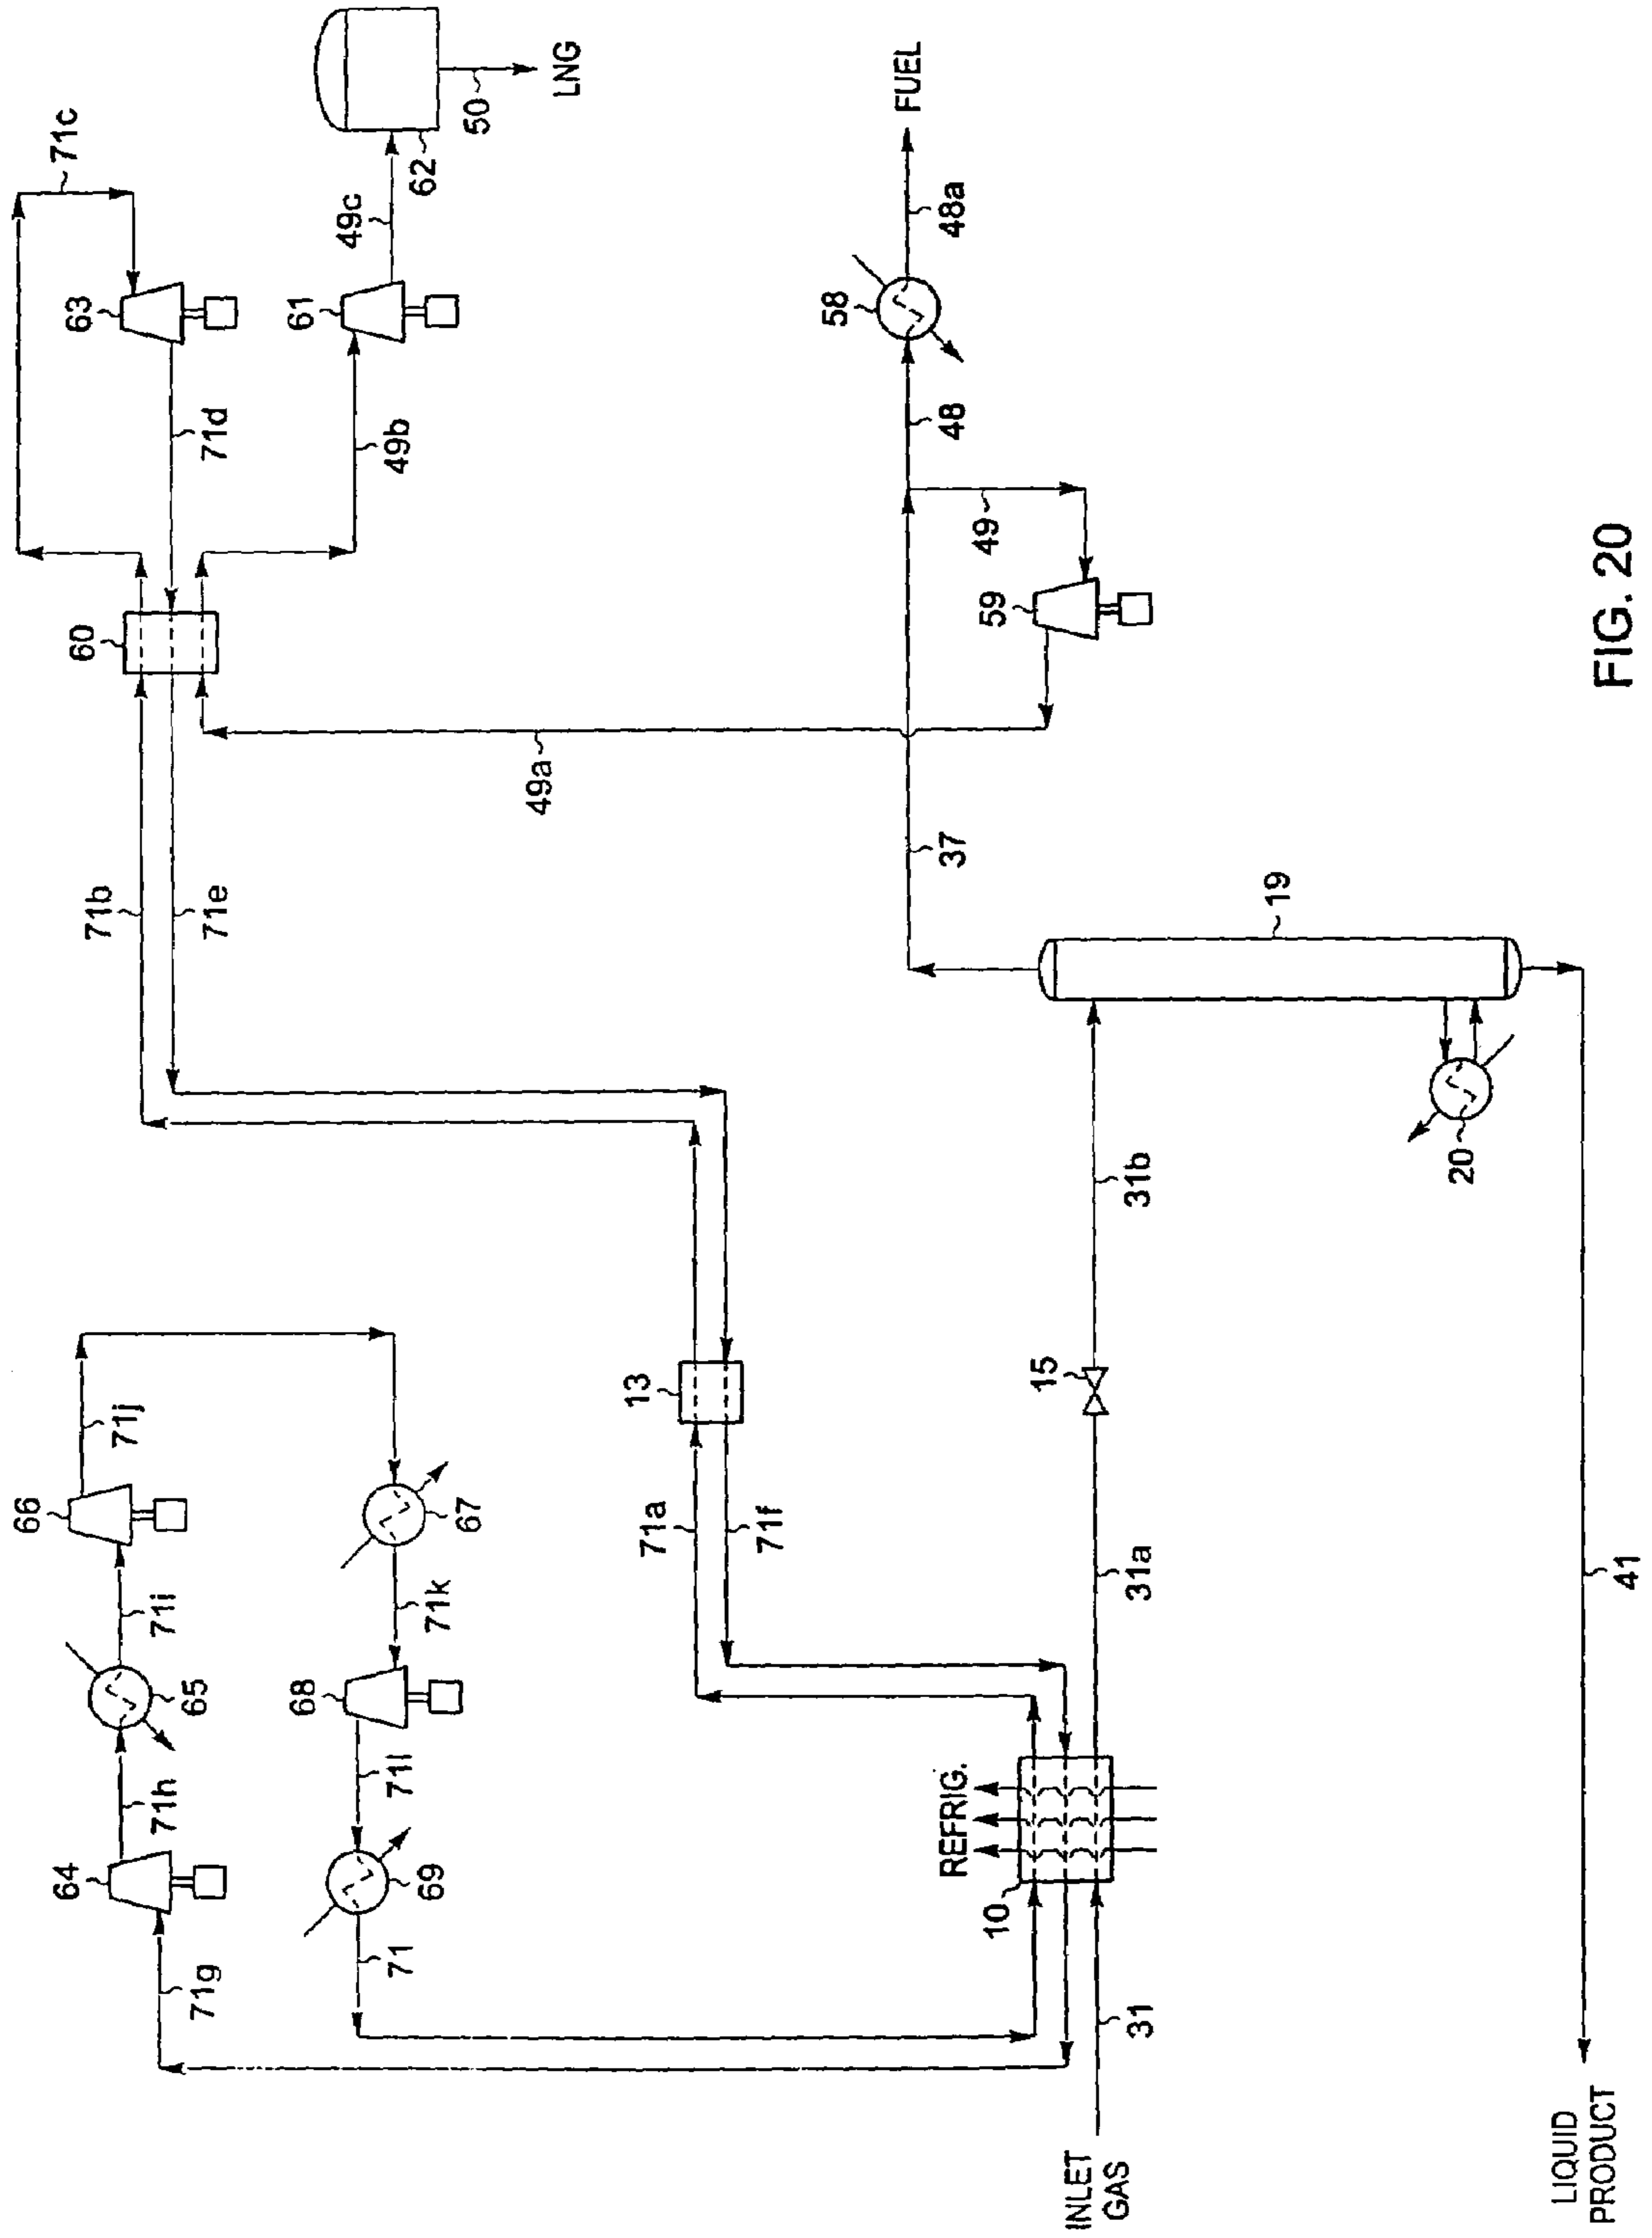 66
64
71c
60
63
71b
71j
71h
71i
65
71g
71e
71d
68
61
49c
71
71l
49b
62
69
71k
67
50
49a
LNG
13
71a
71f
58
FUEL
REFRIG.
37
48
48a
49
59
10
15
INLET
GAS
31
31a
31b
19
20
LIQUID
PRODUCT
41
FIG. 20